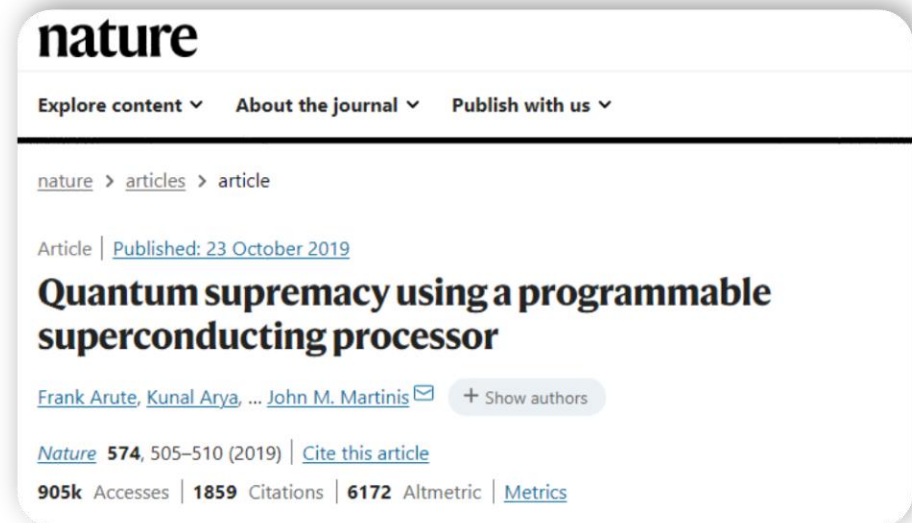 nature
Explore content About the journal Publish with us
nature > articles > article
Article | Published: 23 October 2019
Quantum supremacy using a programmable
superconducting processor
Frank Arute, Kunal Arya, ... John M. Martinis + Show authors
Nature 574, 505–510 (2019) | Cite this article
905k Accesses | 1859 Citations | 6172 Altmetric | Metrics